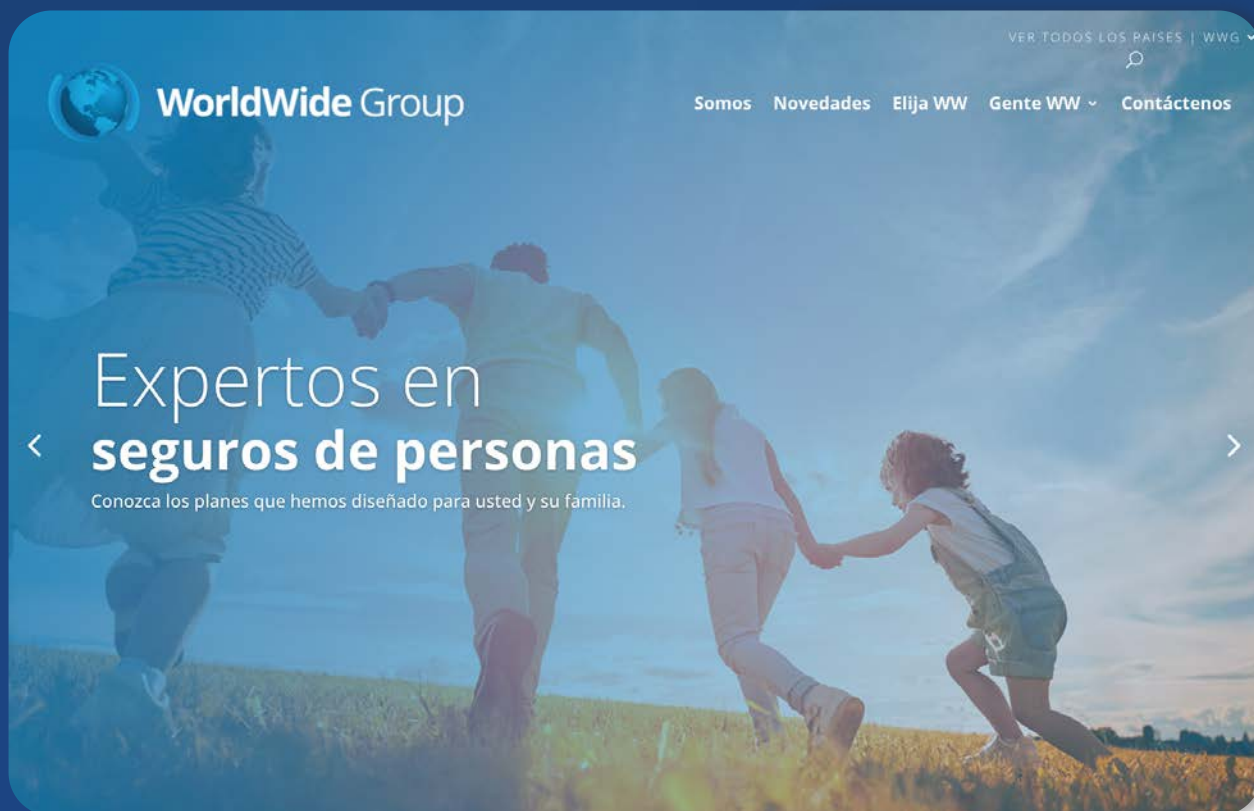 VER TODOS LOS PAISES | WWG
WorldWide Group
Somos Novedades Elija WW Gente WW Contáctenos
Expertos en
seguros de personas
Conozca los planes que hemos diseñado para usted y su familia.